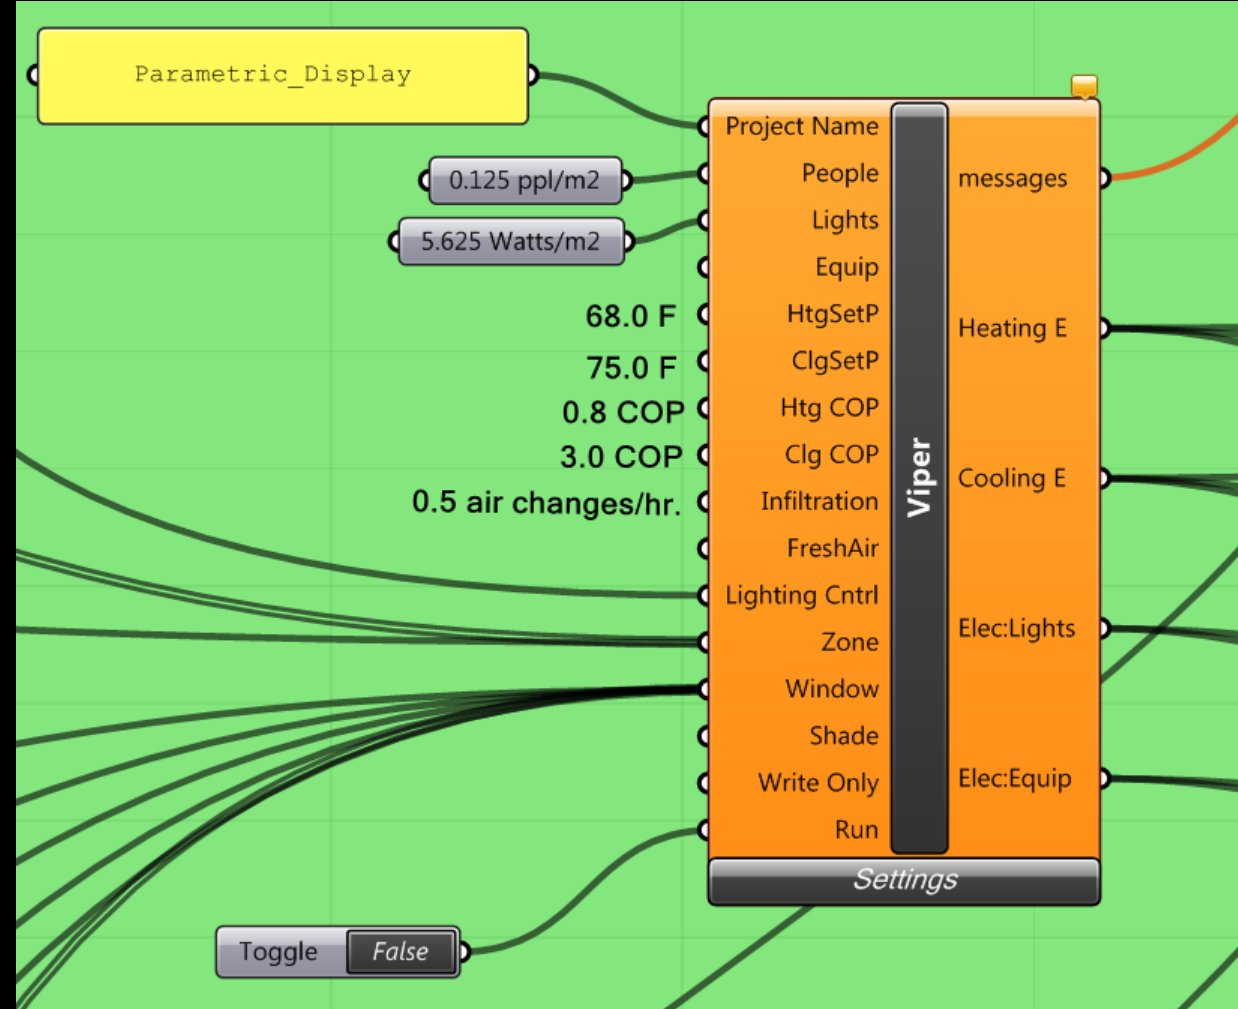 Parametric_Display
0.125 ppl/m2
5.625 Watts/m2
68.0 F
75.0 F
0.8 COP
3.0 COP
0.5 air changes/hr.
Project Name
People
Lights
Equip
HtgSetP
ClgSetP
Htg COP
Clg COP
Infiltration
FreshAir
Lighting Cntrl
Zone
Window
Shade
Write Only
Run
Viper
messages
Heating E
Cooling E
Elec:Lights
Elec:Equip
Settings
Toggle False